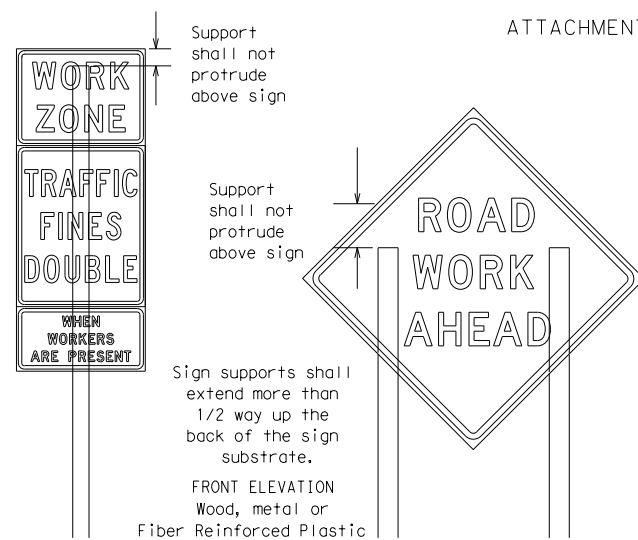 ATTACHMENT
Support
shall not
protrude
above sign
WORK
ZONE
TRAFFIC
FINES
DOUBLE
WHEN
WORKERS
ARE PRESENT
Support
shall not
protrude
above sign
ROAD
WORK
AHEAD
Sign supports shall
extend more than
1/2 way up the
back of the sign
substrate.
FRONT ELEVATION
Wood, metal or
Fiber Reinforced Plastic